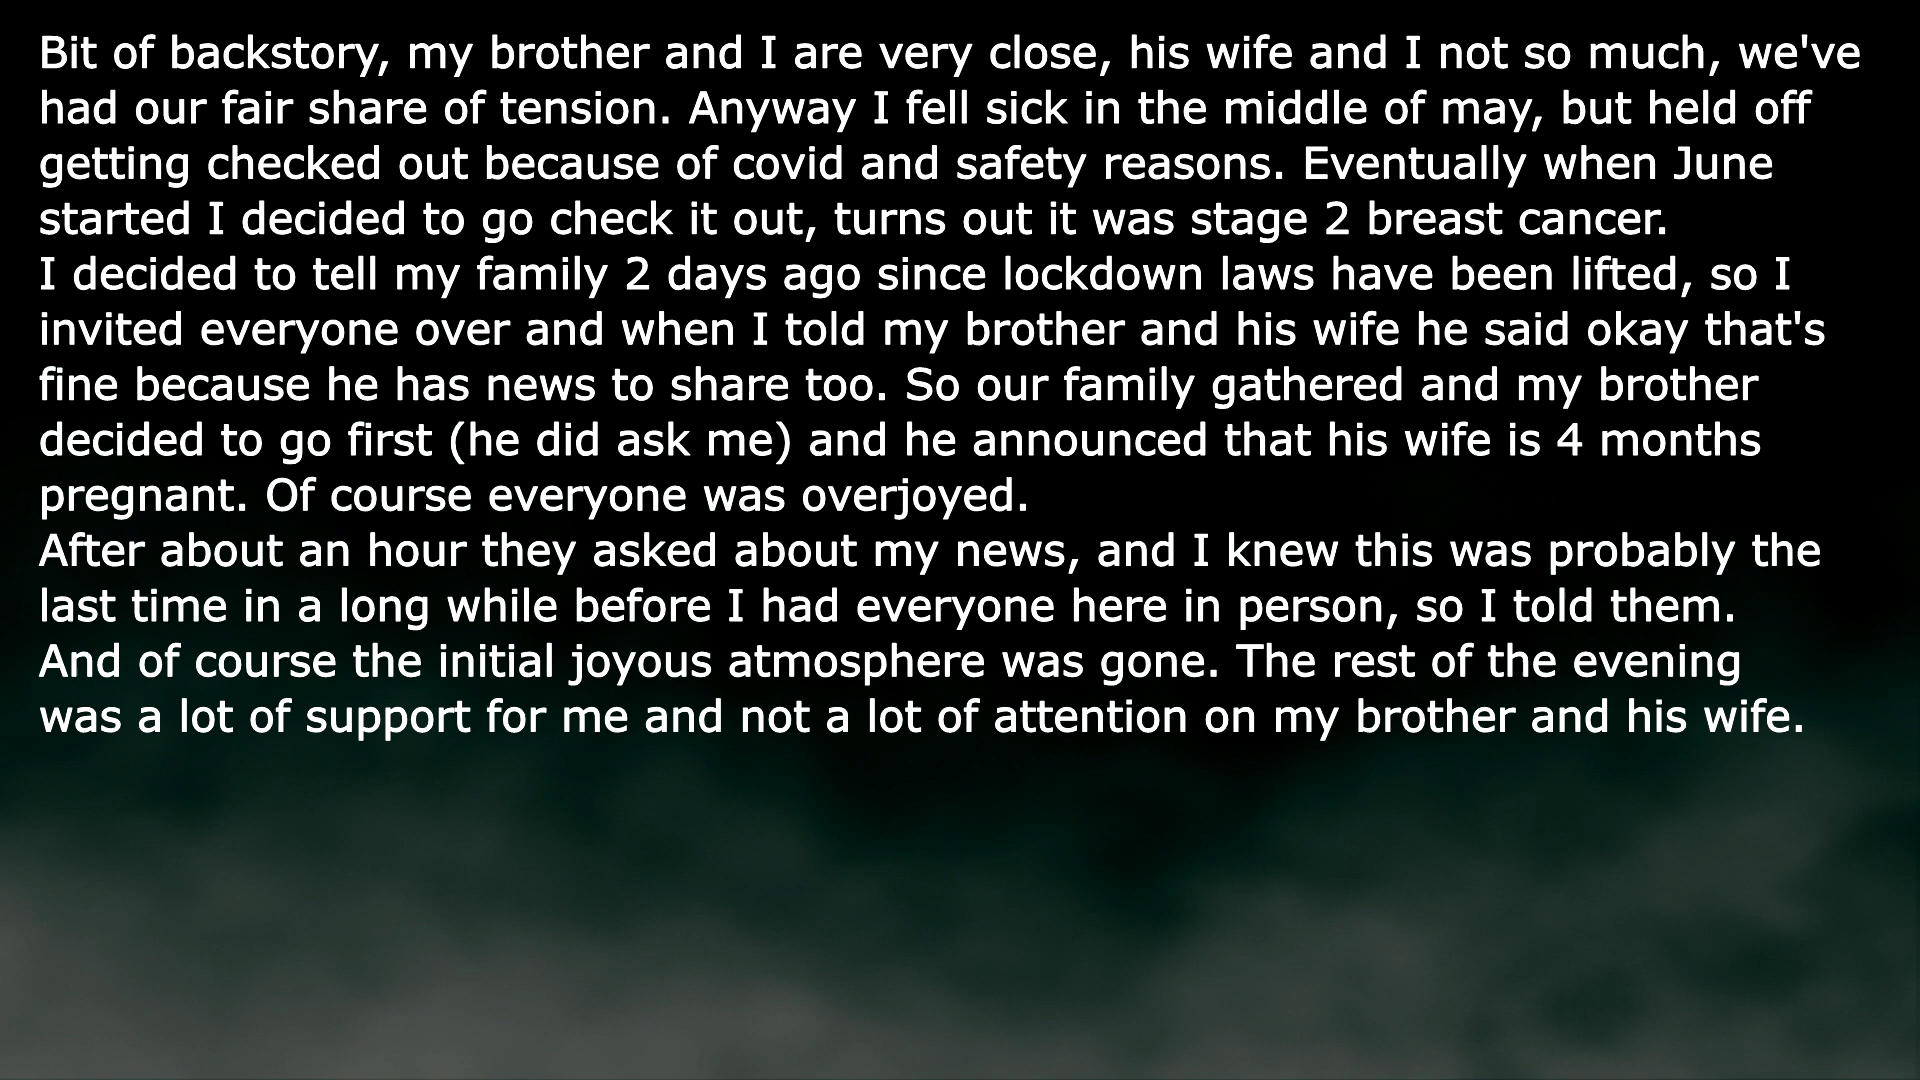 Bit of backstory, my brother and I are very close, his wife and I not so much, we've
had our fair share of tension. Anyway I fell sick in the middle of may, but held off
getting checked out because of covid and safety reasons. Eventually when June
started I decided to go check it out, turns out it was stage 2 breast cancer.
I decided to tell my family 2 days ago since lockdown laws have been lifted, so I
invited everyone over and when I told my brother and his wife he said okay that's
fine because he has news to share too. So our family gathered and my brother
decided to go first (he did ask me) and he announced that his wife is 4 months
pregnant. Of course everyone was overjoyed.
After about an hour they asked about my news, and I knew this was probably the
last time in a long while before I had everyone here in person, so I told them.
And of course the initial joyous atmosphere was gone. The rest of the evening
was a lot of support for me and not a lot of attention on my brother and his wife.